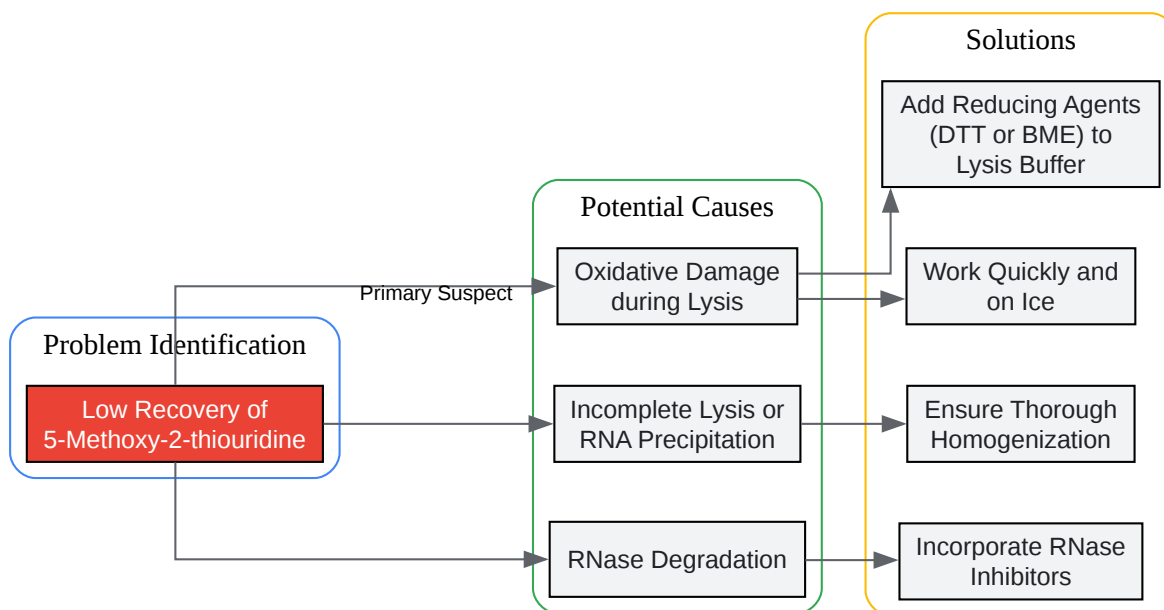 Solutions
Add Reducing Agents
(DTT or BME) to
Lysis Buffer
Potential Causes
Oxidative Damage
during Lysis
Work Quickly and
on Ice
Primary Suspect
Problem Identification
Low Recovery of
5-Methoxy-2-thiouridine
Incomplete Lysis or
RNA Precipitation
Ensure Thorough
Homogenization
RNase Degradation
Incorporate RNase
Inhibitors